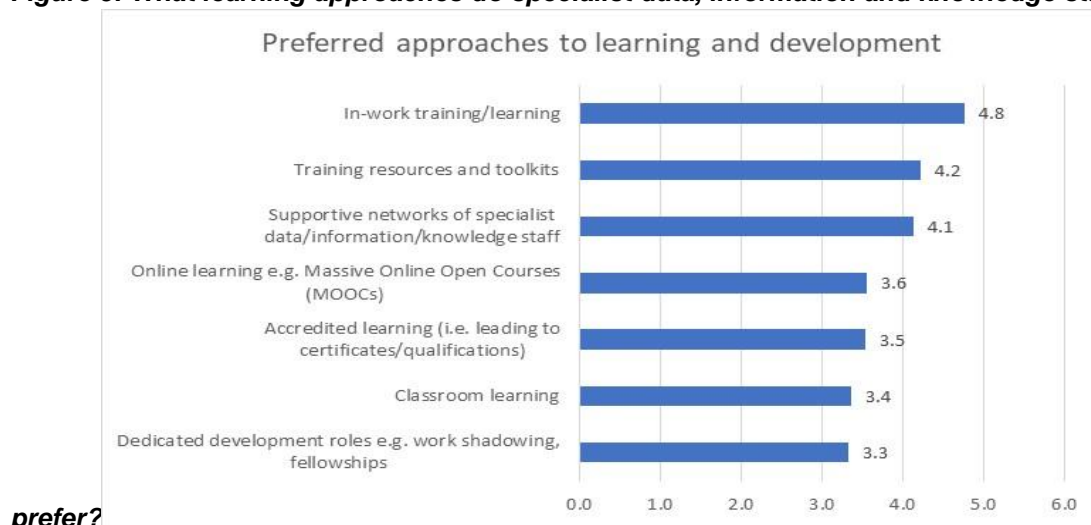 prefer?
Preferred approaches to learning and development
In-work training/learning
4.8
Training resources and toolkits
4.2
Supportive networks of specialist
data/information/knowledge staff
4.1
Online learning e.g. Massive Online Open Courses
(MOOCs)
3.6
Accredited learning (i.e. leading to
certificates/qualifications)
3.5
Classroom learning
3.4
Dedicated development roles e.g. work shadowing,
fellowships
3.3
0.0 1.0 2.0 3.0 4.0 5.0 6.0